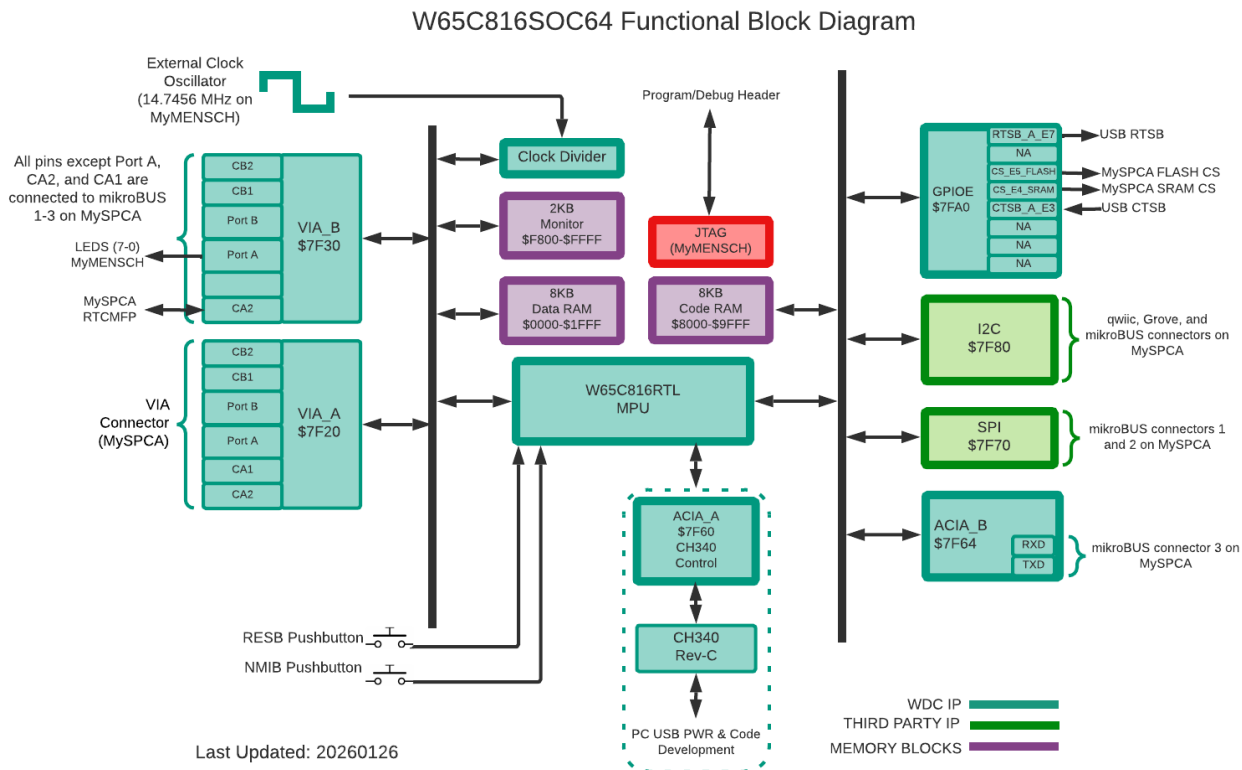 W65C816SOC64 Functional Block Diagram
External Clock
Oscillator
(14.7456 MHz on
MyMENSCH)
All pins except Port A,
CA2, and CA1 are
connected to mikroBUS
1-3 on MySPCA
LEDS (7-0)
MyMENSCH
MySPCA
RTCMFP
CB2
CB1
Port B
Port A
CA2
VIA_B
$7F30
VIA
Connector
(MySPCA)
CB2
CB1
Port B
Port A
CA1
CA2
VIA_A
$7F20
Clock Divider
2KB
Monitor
$F800-$FFFF
8KB
Data RAM
$0000-$1FFF
Program/Debug Header
JTAG
(MyMENSCH)
8KB
Code RAM
$8000-$9FFF
W65C816RTL
MPU
ACIA_A
$7F60
CH340
Control
CH340
Rev-C
PC USB PWR & Code
Development
RESB Pushbutton
NMIB Pushbutton
GPIOE
$7FA0
RTSB_A_E7
NA
CS_E5_FLASH
CS_E4_SRAM
CTSB_A_E3
NA
NA
NA
USB RTSB
MySPCA FLASH CS
MySPCA SRAM CS
USB CTSB
I2C
$7F80
qwiic, Grove, and
mikroBUS connectors on
MySPCA
SPI
$7F70
mikroBUS connectors 1
and 2 on MySPCA
ACIA_B
$7F64
RXD
TXD
mikroBUS connector 3 on
MySPCA
WDC IP
THIRD PARTY IP
MEMORY BLOCKS
Last Updated: 20260126